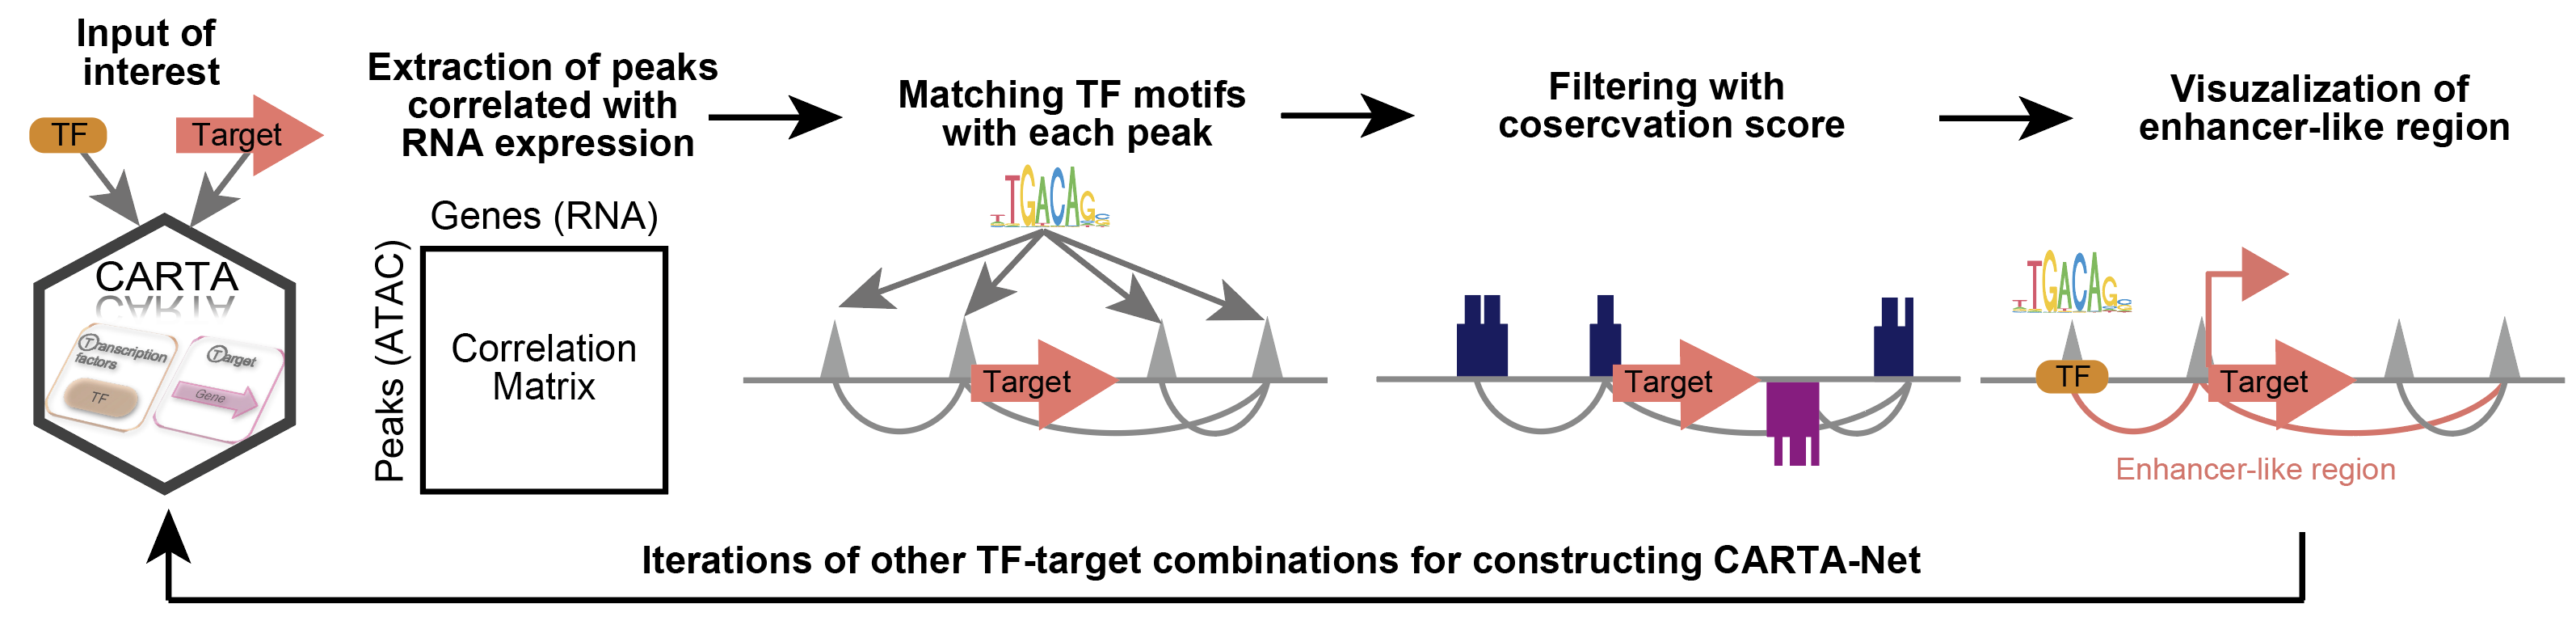 Input of
interest
TF
Target
CARTA
Transcription
factors
TF
Target
Gene
Extraction of peaks
correlated with
RNA expression
Genes (RNA)
Peaks (ATAC)
Correlation
Matrix
Matching TF motifs
with each peak
TGACAG
Target
Filtering with
cosercvation score
Target
Visuzalization of
enhancer-like region
TGACAG
TF
Target
Enhancer-like region
Iterations of other TF-target combinations for constructing CARTA-Net